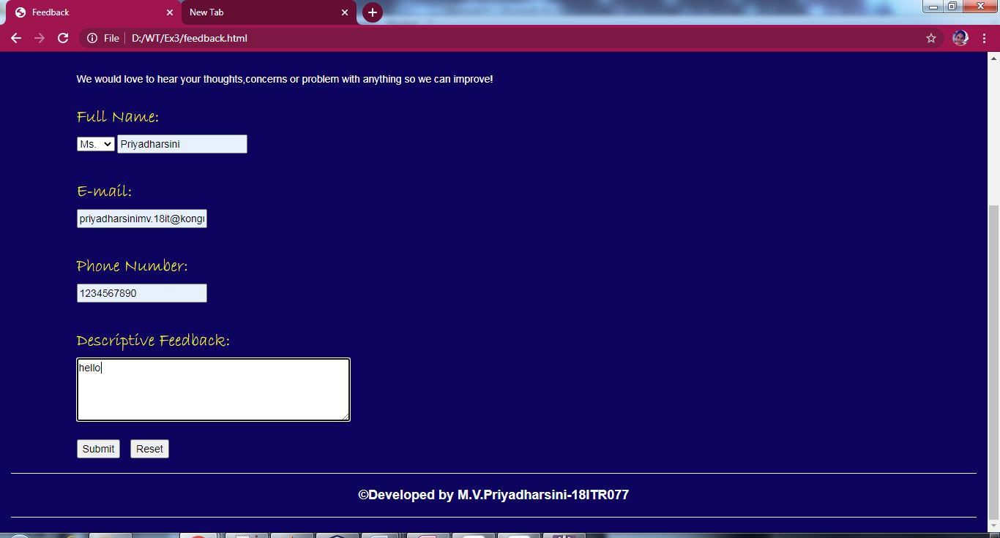 Feedback
New Tab
File
D:/WT/Ex3/feedback.html
We would love to hear your thoughts,concerns or problem with anything so we can improve!
Full Name:
Ms. Priyadharsini
E-mail:
priyadharsinimv.18it@kongu
Phone Number:
1234567890
Descriptive Feedback:
hello
Submit Reset
©Developed by M.V.Priyadharsini-18ITR077